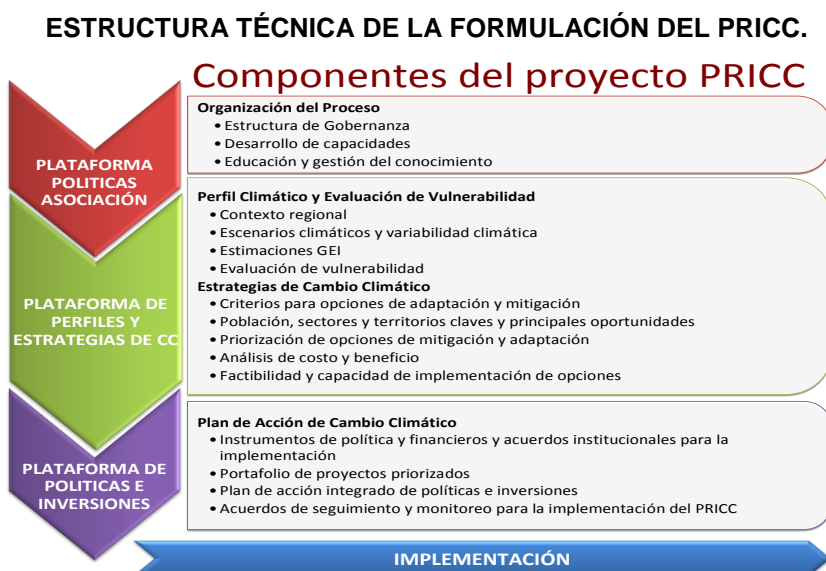 ESTRUCTURA TÉCNICA DE LA FORMULACIÓN DEL PRICC.
Componentes del proyecto PRICC
PLATAFORMA
POLITICAS
ASOCIACIÓN
Organización del Proceso
• Estructura de Gobernanza
• Desarrollo de capacidades
• Educación y gestión del conocimiento
PLATAFORMA DE
PERFILES Y
ESTRATEGIAS DE CC
Perfil Climático y Evaluación de Vulnerabilidad
• Contexto regional
• Escenarios climáticos y variabilidad climática
• Estimaciones GEI
• Evaluación de vulnerabilidad
Estrategias de Cambio Climático
• Criterios para opciones de adaptación y mitigación
• Población, sectores y territorios claves y principales oportunidades
• Priorización de opciones de mitigación y adaptación
• Análisis de costo y beneficio
• Factibilidad y capacidad de implementación de opciones
PLATAFORMA DE
POLITICAS E
INVERSIONES
Plan de Acción de Cambio Climático
• Instrumentos de política y financieros y acuerdos institucionales para la
implementación
• Portafolio de proyectos priorizados
• Plan de acción integrado de políticas e inversiones
• Acuerdos de seguimiento y monitoreo para la implementación del PRICC
IMPLEMENTACIÓN